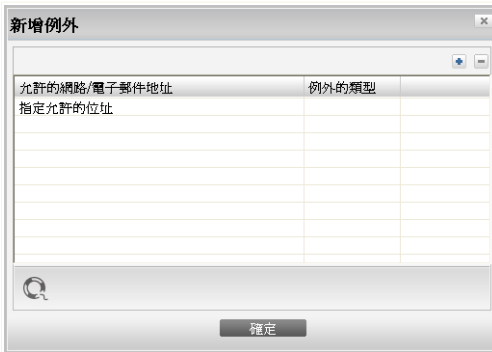 新增例外
允許的網路/電子郵件地址 例外的類型
指定允許的位址
確定